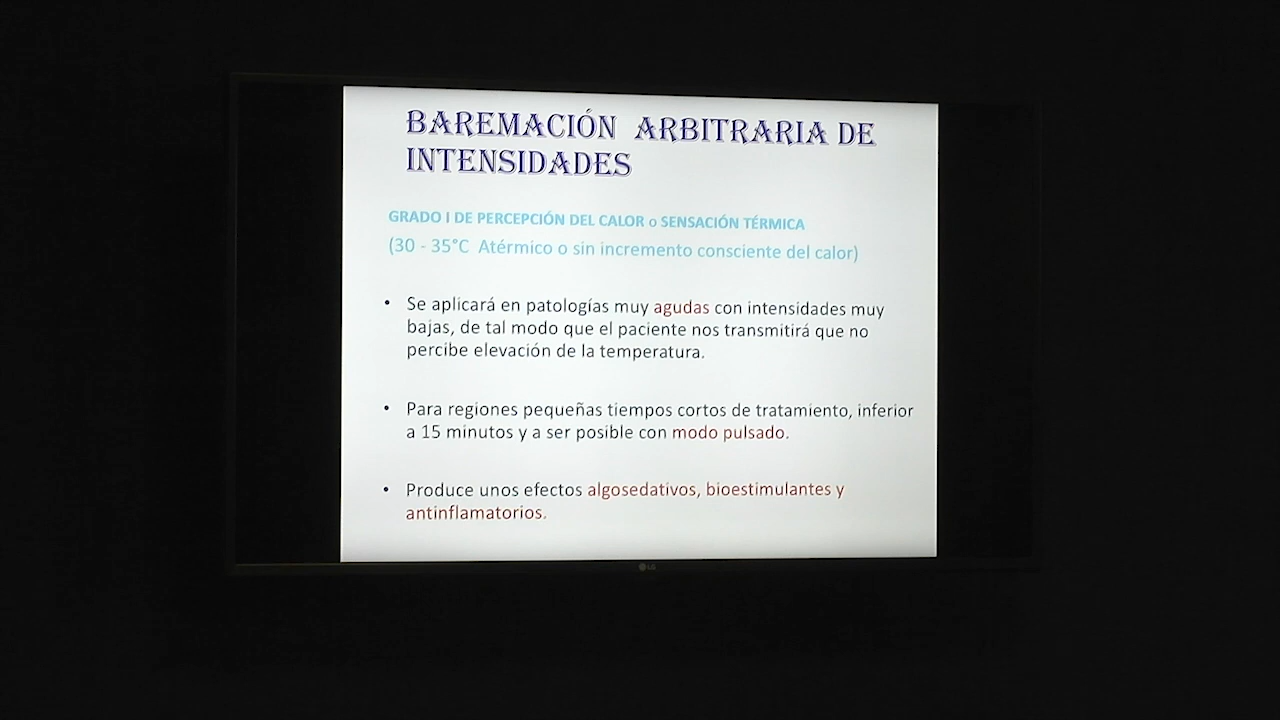 BAREMACIÓN ARBITRARIA DE
INTENSIDADES
GRADO I DE PERCEPCIÓN DEL CALOR o SENSACIÓN TÉRMICA
(30 - 35°C Atérmico o sin incremento consciente del calor)
• Se aplicará en patologías muy agudas con intensidades muy
bajas, de tal modo que el paciente nos transmitirá que no
percibe elevación de la temperatura.
• Para regiones pequeñas tiempos cortos de tratamiento, inferior
a 15 minutos y a ser posible con modo pulsado.
• Produce unos efectos algosedativos, bioestimulantes y
antinflamatorios.
LG